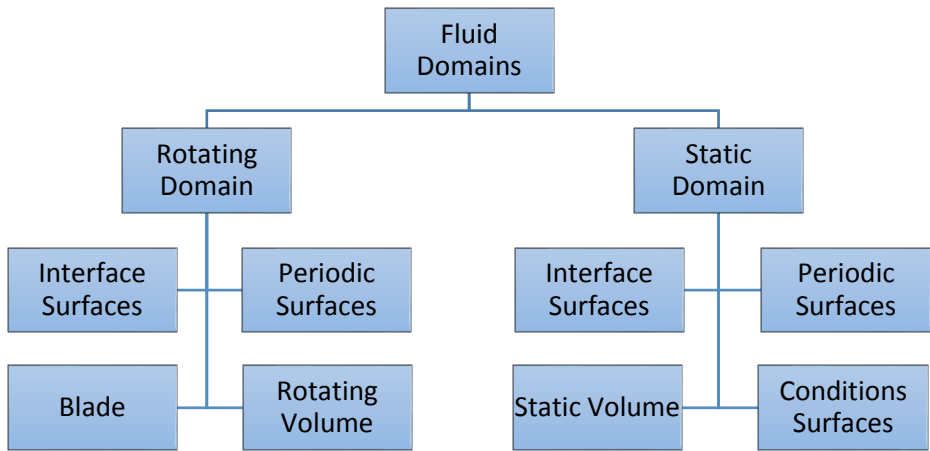 Fluid
Domains
Rotating
Domain
Static
Domain
Interface
Surfaces
Periodic
Surfaces
Interface
Surfaces
Periodic
Surfaces
Blade
Rotating
Volume
Static Volume
Conditions
Surfaces